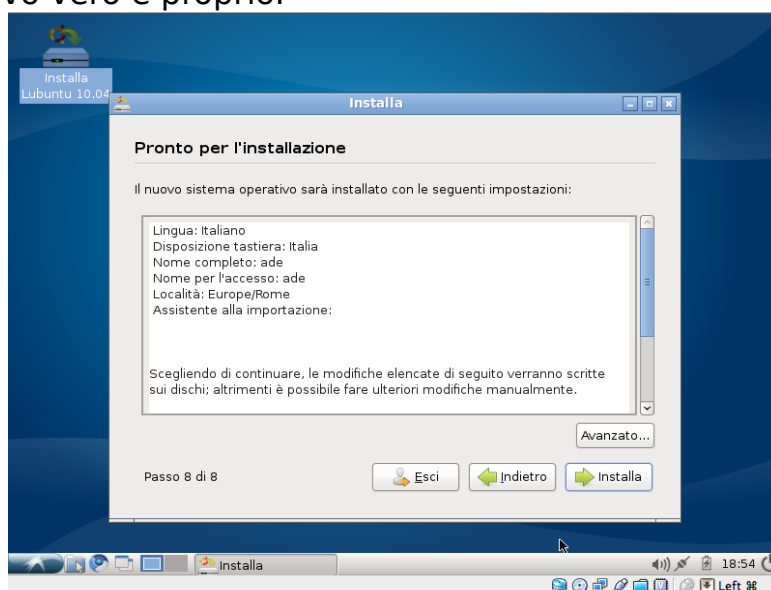 vo vero e proprio.
Installa
Lubuntu 10.04
Installa
Pronto per l'installazione
Il nuovo sistema operativo sarà installato con le seguenti impostazioni:
Lingua: Italiano
Disposizione tastiera: Italia
Nome completo: ade
Nome per l'accesso: ade
Località: Europe/Rome
Assistente alla importazione:
Scegliendo di continuare, le modifiche elencate di seguito verranno scritte
sui dischi; altrimenti è possibile fare ulteriori modifiche manualmente.
Avanzato...
Passo 8 di 8
Esci
Indietro
Installa
Installa
18:54
Left ⌘